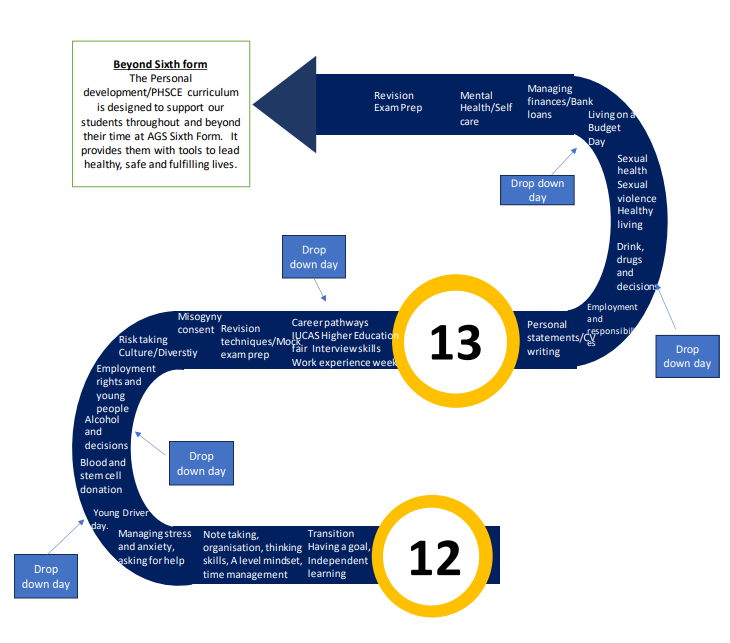 Beyond Sixth form
The Personal
development/PHSCE curriculum
is designed to support our
students throughout and beyond
their time at AGS Sixth Form. It
provides them with tools to lead
healthy, safe and fulfilling lives.
Revision
Exam Prep
Mental
Health/Self
care
Managing
finances/Bank
loans
Living on a
Budget
Day
Drop down
day
Sexual
health
Sexual
violence
Healthy
living
Drink,
drugs
and
decisions
Employment
and
responsibili
es
Drop
down day
Personal
statements/CV
writing
13
Drop
down day
Career pathways
UCAS Higher Education
fair Interview skills
Work experience week
Revision
techniques/Mock
exam prep
Misogyny
consent
Risk taking
Culture/Diverstiy
Employment
rights and
young
people
Alcohol
and
decisions
Drop
down day
Blood and
stem cell
donation
Young Driver
day.
Drop
down day
Managing stress
and anxiety,
asking for help
Note taking,
organisation, thinking
skills, A level mindset,
time management
Transition
Having a goal,
Independent
learning
12